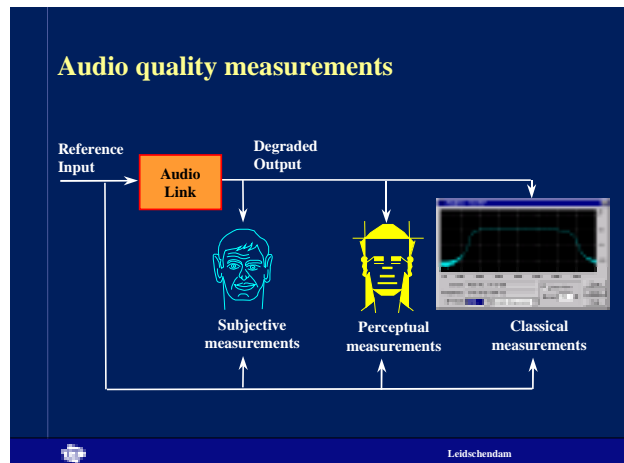 Audio quality measurements
Reference
Input
Audio
Link
Degraded
Output
Subjective
measurements
Perceptual
measurements
Classical
measurements
Leidschendam